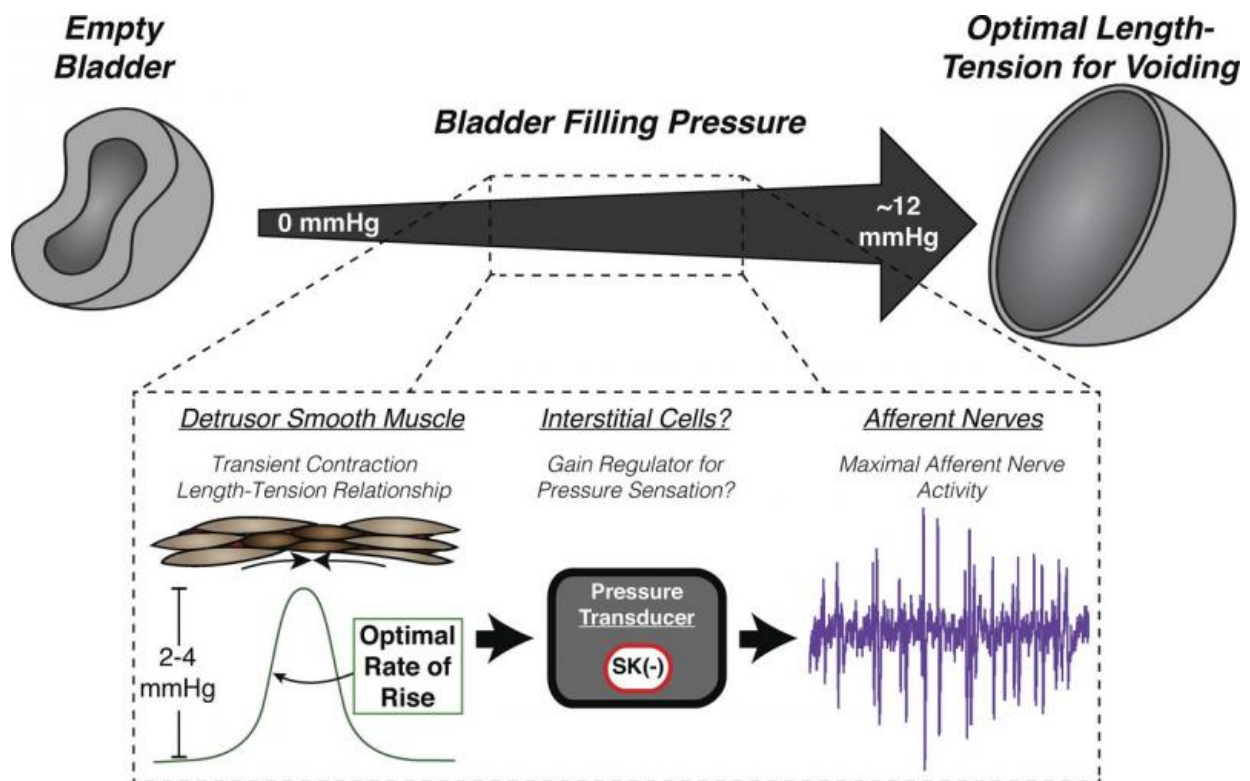 Empty
Bladder
Optimal Length-
Tension for Voiding
Bladder Filling Pressure
0 mmHg
~12
mmHg
Detrusor Smooth Muscle
Transient Contraction
Length-Tension Relationship
2-4
mmHg
Optimal
Rate of
Rise
Interstitial Cells?
Gain Regulator for
Pressure Sensation?
Pressure
Transducer
SK(-)
Afferent Nerves
Maximal Afferent Nerve
Activity